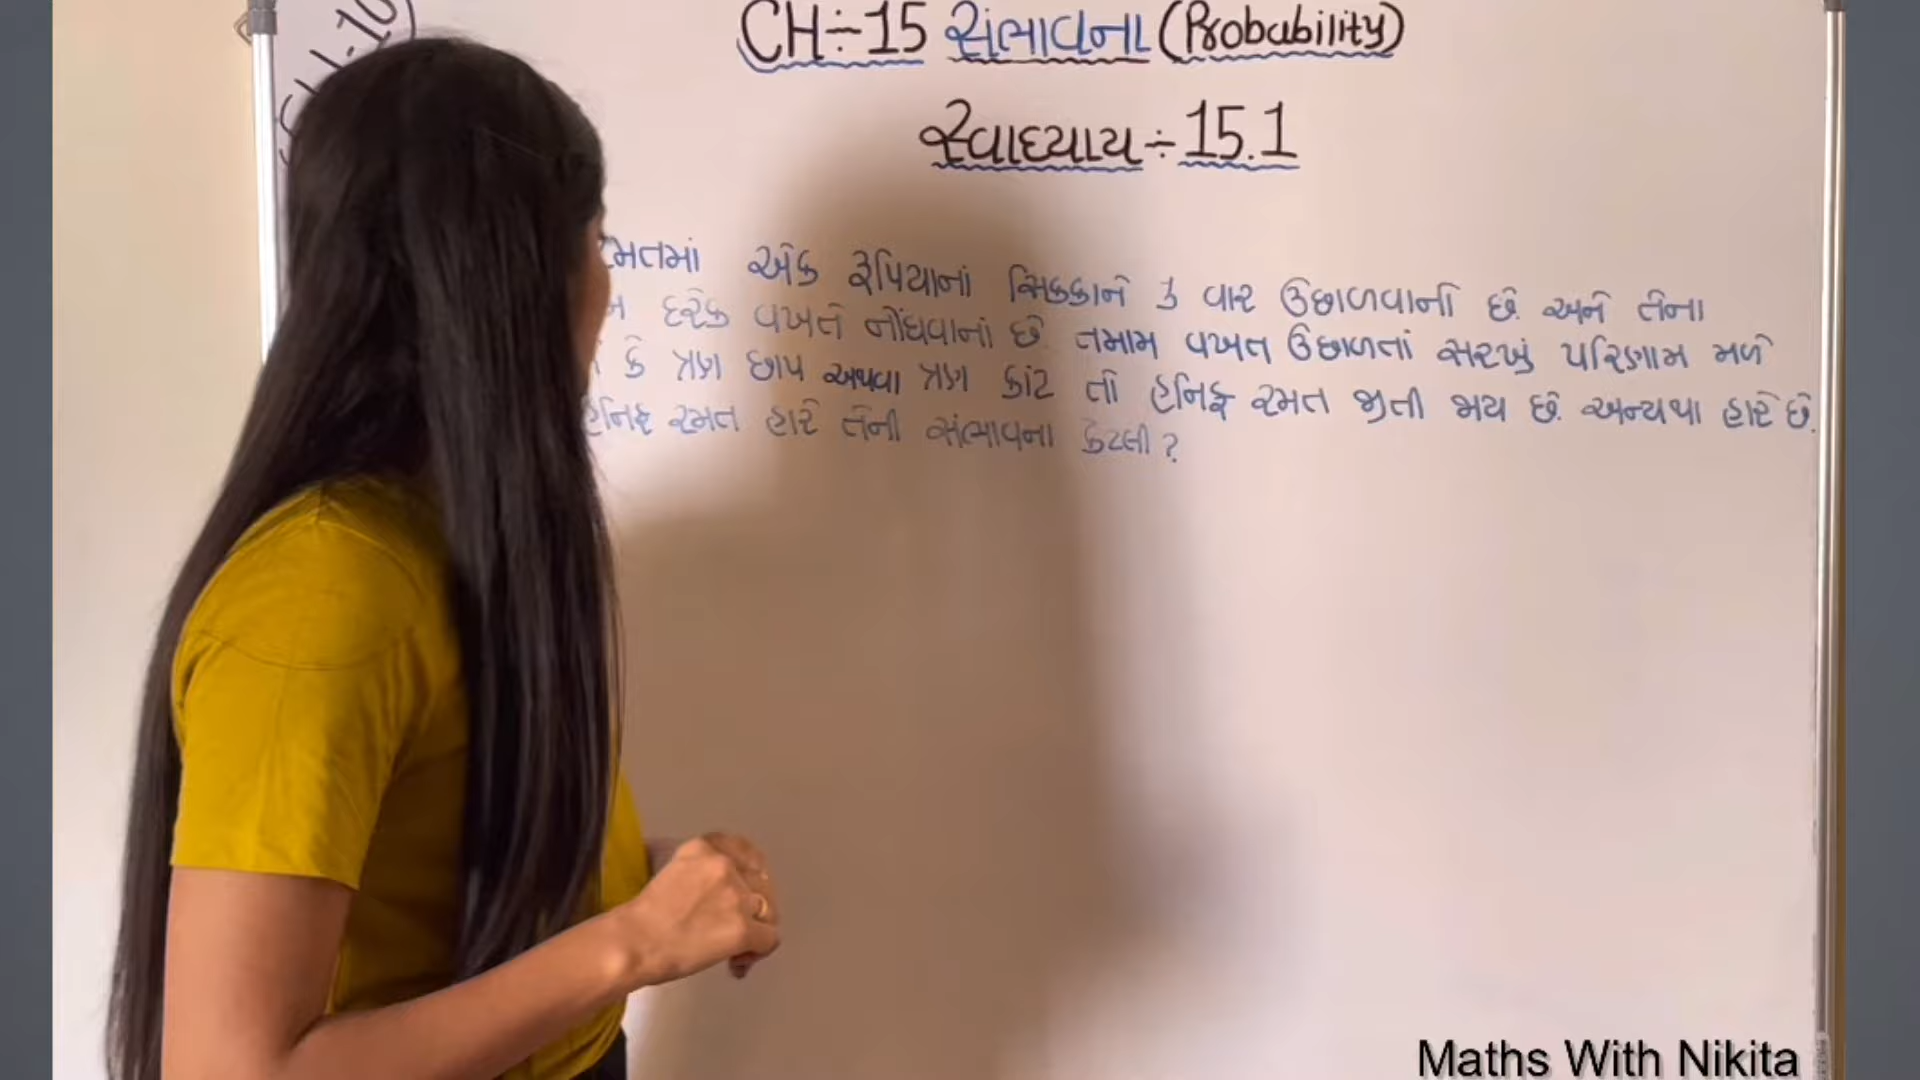 CH÷15 સંભાવના (Probability)
સ્વાધ્યાય ÷ 15.1
રમતમાં એક રૂપિયાનાં સિક્કાને 3 વાર ઉછાળવાનો છે. અને તેના
દરેક વખતે નોંધવાનાં છે. તમામ વખત ઉછાળતાં સરખું પરિણામ મળે
કે ત્રણ છાપ અથવા ત્રણ કાંટ તો હનિફ રમત જીતી જાય છે. અન્યથા હારે છે.
હનિફ રમત હારે તેની સંભાવના કેટલી?
Maths With Nikita